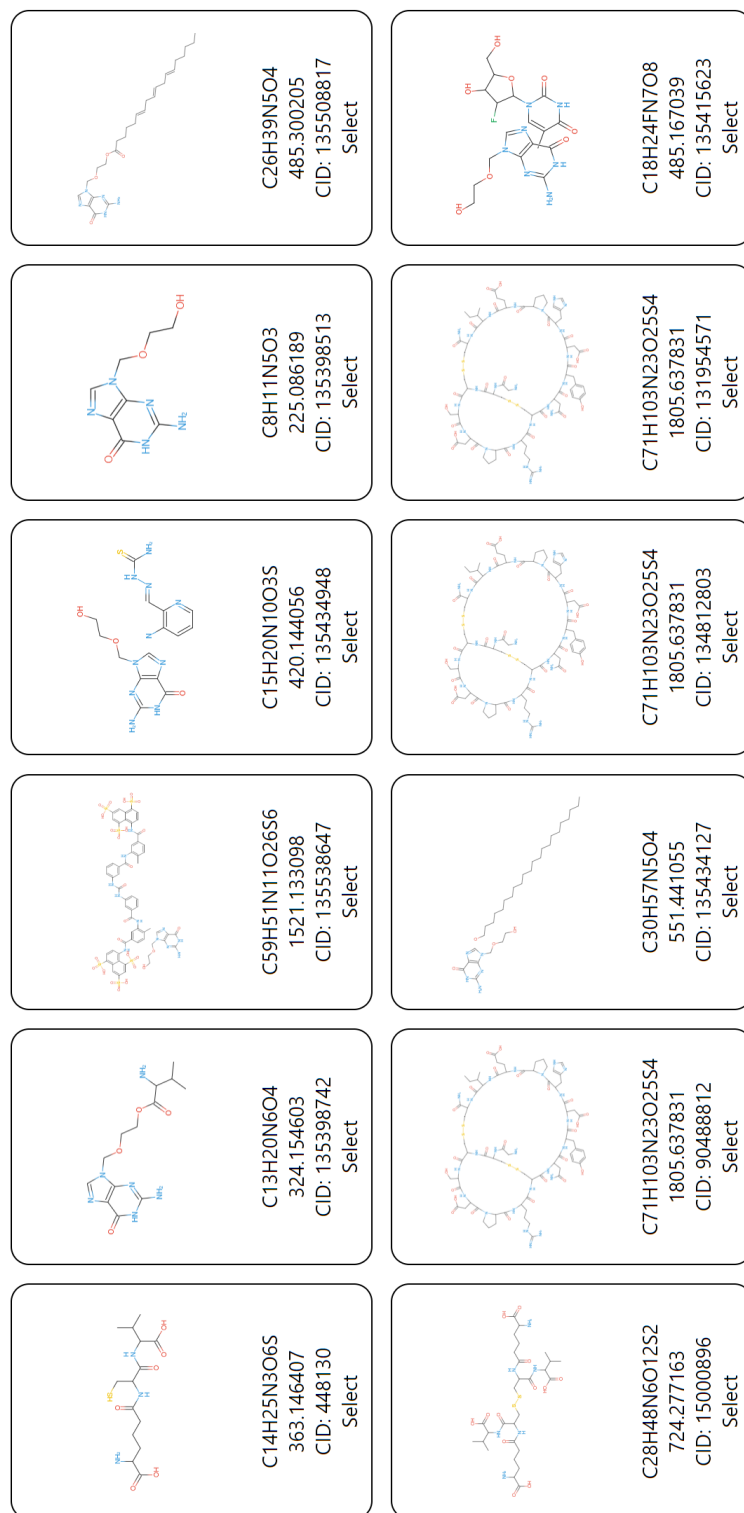 C14H25N3O6S
363.146407
CID: 448130
Select
C13H20N6O4
324.154603
CID: 135398742
Select
C59H51N11O26S6
1521.133098
CID: 135538647
Select
C15H20N10O3S
420.144056
CID: 135434948
Select
C8H11N5O3
225.086189
CID: 135398513
Select
C26H39N5O4
485.300205
CID: 135508817
Select
C28H48N6O12S2
724.277163
CID: 15000896
Select
C71H103N23O25S4
1805.637831
CID: 90488812
Select
C30H57N5O4
551.441055
CID: 135434127
Select
C71H103N23O25S4
1805.637831
CID: 134812803
Select
C71H103N23O25S4
1805.637831
CID: 131954571
Select
C18H24FN7O8
485.167039
CID: 135415623
Select